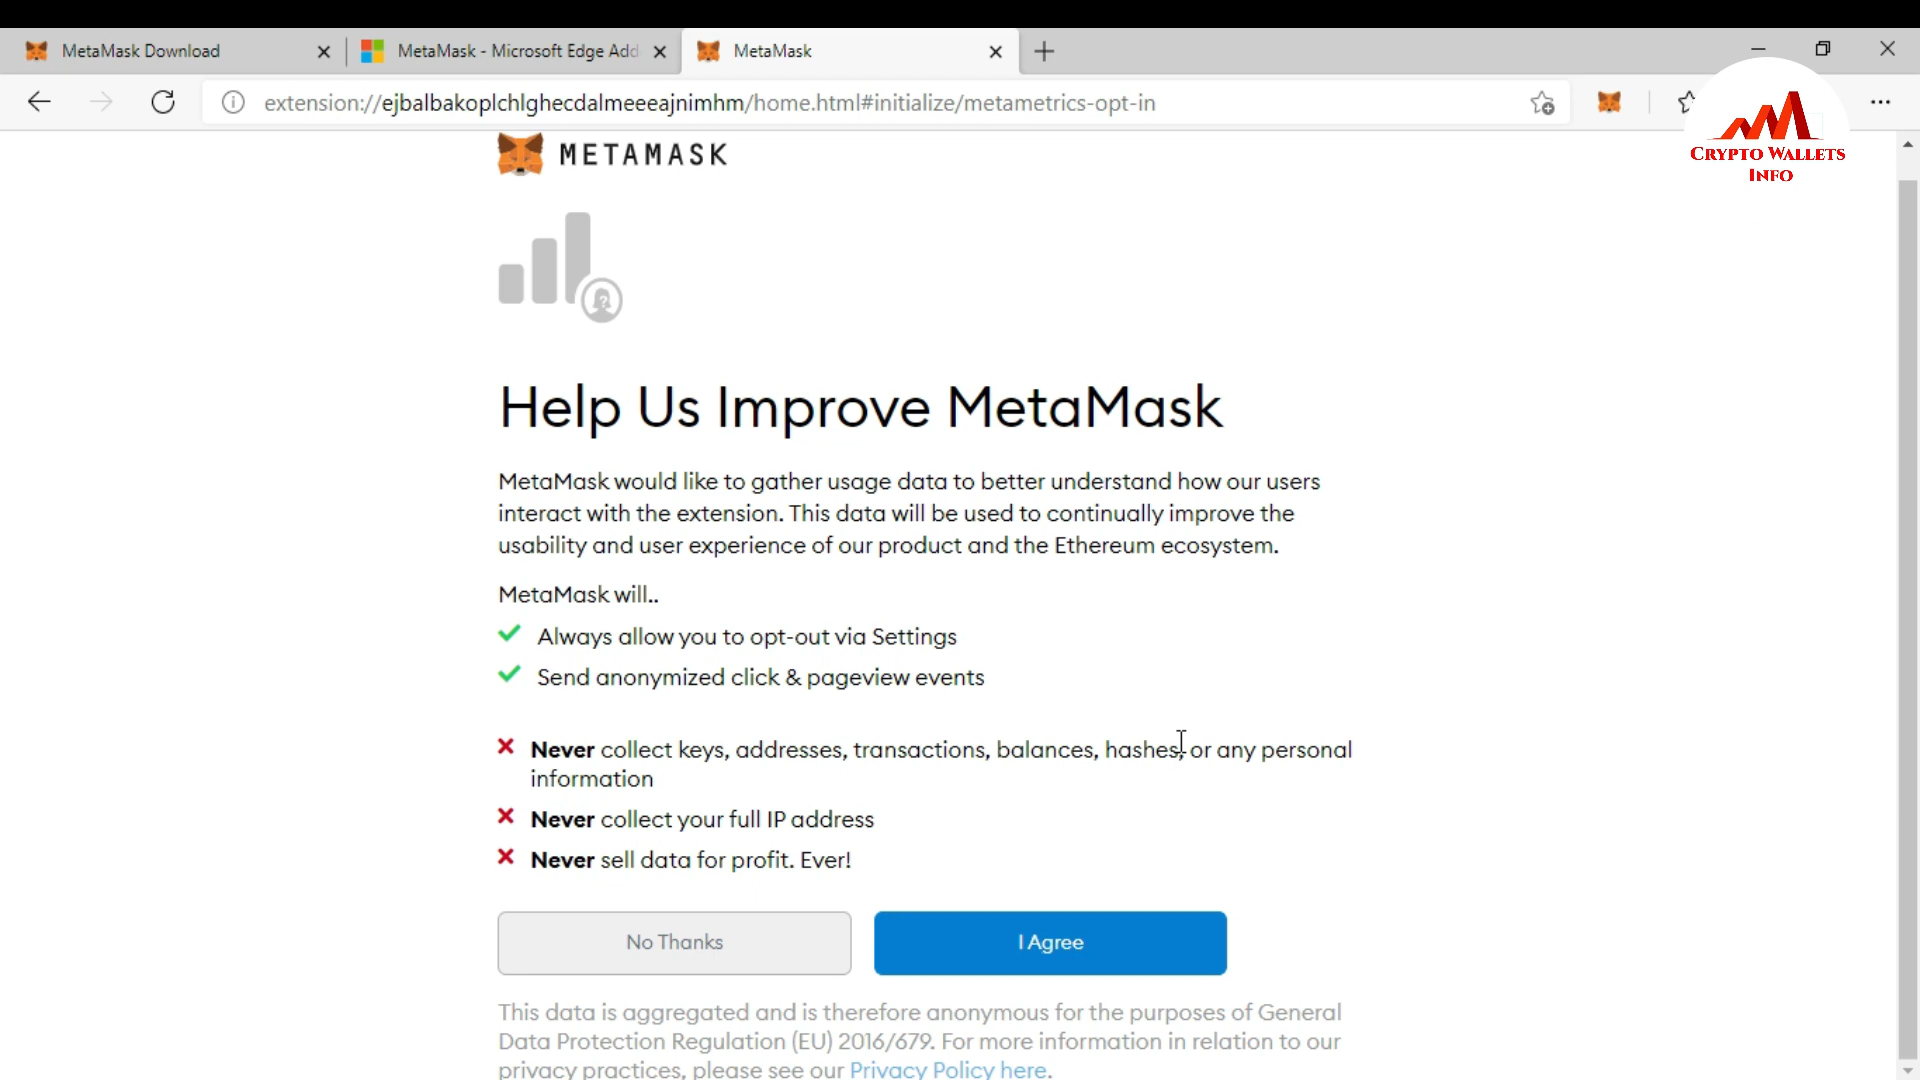 MetaMask Download
MetaMask - Microsoft Edge Add
MetaMask
extension://ejbalbakoplchlghecdalmeeeajnimhm/home.html#initialize/metametrics-opt-in
CRYPTO WALLETS
INFO
METAMASK
Help Us Improve MetaMask
MetaMask would like to gather usage data to better understand how our users
interact with the extension. This data will be used to continually improve the
usability and user experience of our product and the Ethereum ecosystem.
MetaMask will..
Always allow you to opt-out via Settings
Send anonymized click & pageview events
Never collect keys, addresses, transactions, balances, hashes, or any personal
information
Never collect your full IP address
Never sell data for profit. Ever!
No Thanks
I Agree
This data is aggregated and is therefore anonymous for the purposes of General
Data Protection Regulation (EU) 2016/679. For more information in relation to our
privacy practices, please see our Privacy Policy here.